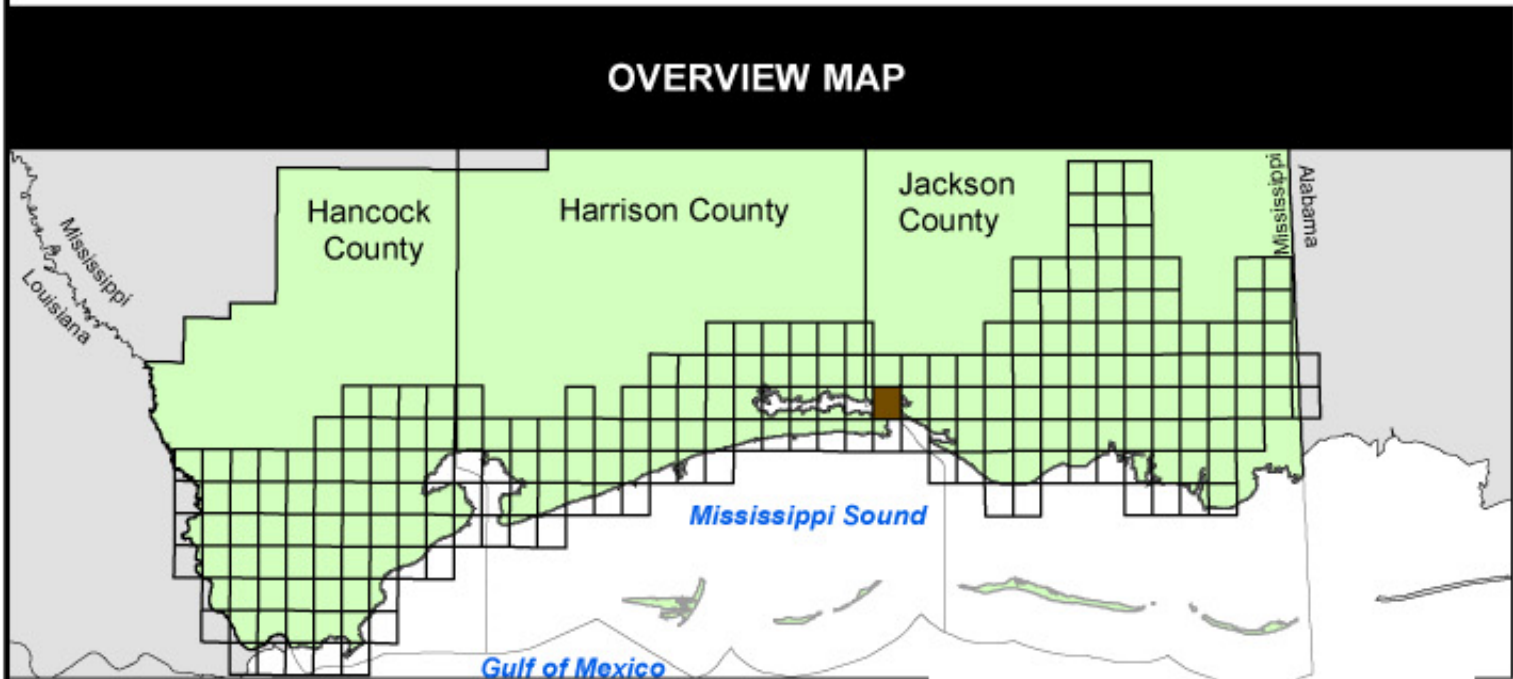 OVERVIEW MAP
Hancock
County
Harrison County
Jackson
County
Mississippi
Alabama
Mississippi
Louisiana
Mississippi Sound
Gulf of Mexico